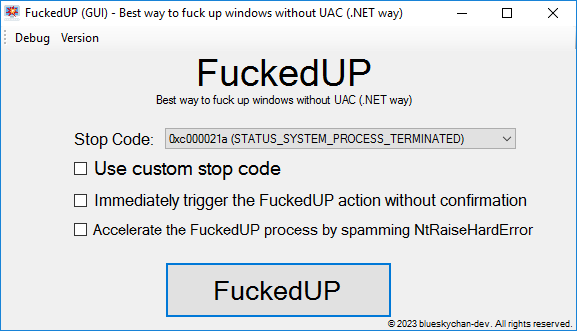 FuckedUP (GUI) - Best way to fuck up windows without UAC (.NET way)
Debug Version
FuckedUP
Best way to fuck up windows without UAC (.NET way)
Stop Code: 0xc000021a (STATUS_SYSTEM_PROCESS_TERMINATED)
Use custom stop code
Immediately trigger the FuckedUP action without confirmation
Accelerate the FuckedUP process by spamming NtRaiseHardError
FuckedUP
© 2023 blueskychan-dev. All rights reserved.